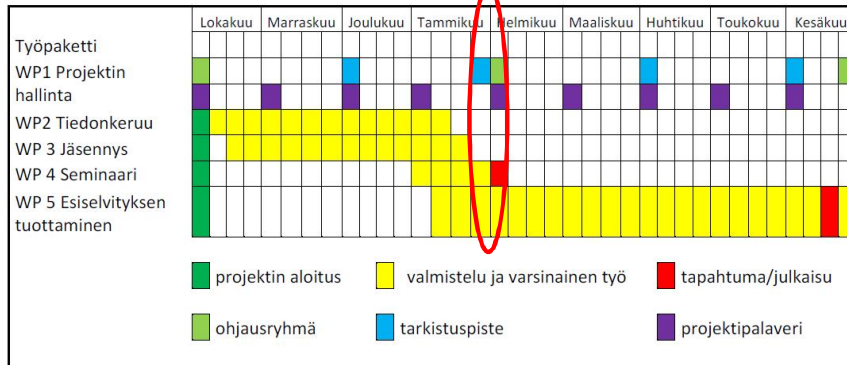 Lokakuu Marraskuu Joulukuu Tammikuu Helmikuu Maaliskuu Huhtikuu Toukokuu Kesäkuu
Työpaketti
WP1 Projektin
hallinta
WP2 Tiedonkeruu
WP 3 Jäsennys
WP 4 Seminaari
WP 5 Esiselvityksen
tuottaminen
projektin aloitus valmistelu ja varsinainen työ tapahtuma/julkaisu
ohjausryhmä tarkistuspiste projektipalaveri